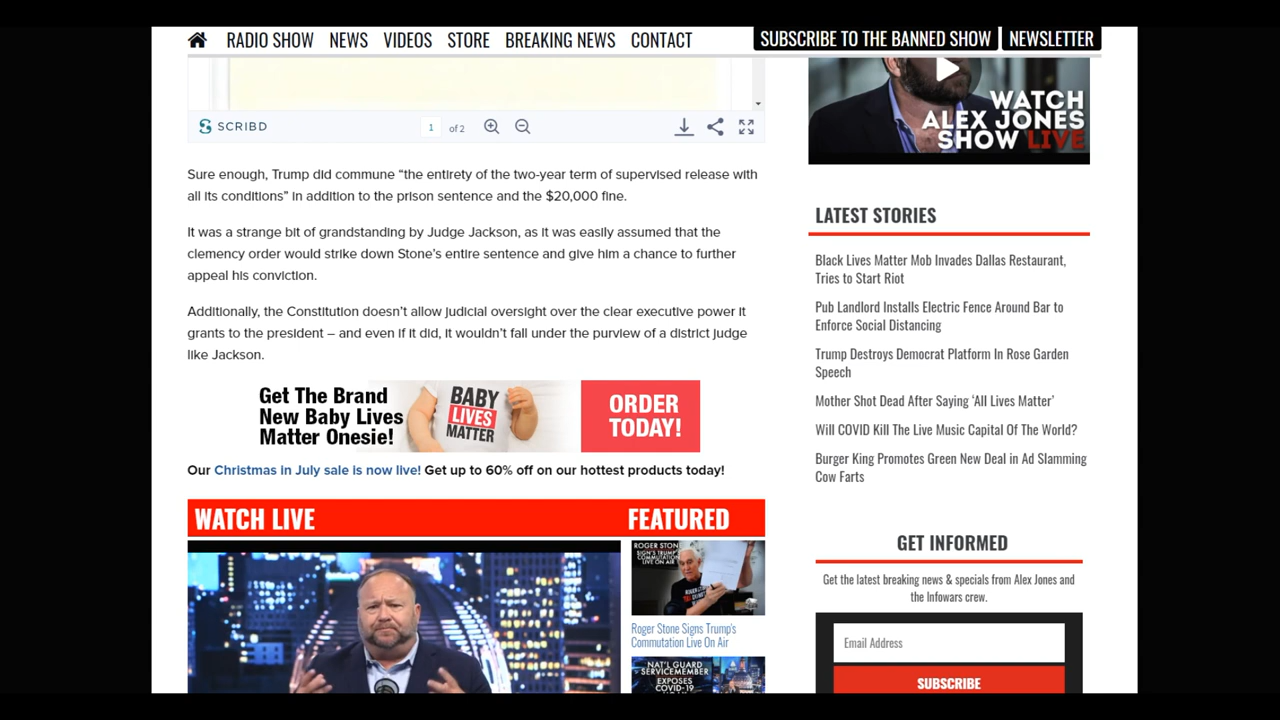 RADIO SHOW NEWS VIDEOS STORE BREAKING NEWS CONTACT SUBSCRIBE TO THE BANNED SHOW NEWSLETTER
SCRIBD 1 of 2
Sure enough, Trump did commune “the entirety of the two-year term of supervised release with
all its conditions” in addition to the prison sentence and the $20,000 fine.
It was a strange bit of grandstanding by Judge Jackson, as it was easily assumed that the
clemency order would strike down Stone’s entire sentence and give him a chance to further
appeal his conviction.
Additionally, the Constitution doesn’t allow judicial oversight over the clear executive power it
grants to the president – and even if it did, it wouldn’t fall under the purview of a district judge
like Jackson.
Get The Brand
New Baby Lives
Matter Onesie!
BABY
LIVES
MATTER
ORDER
TODAY!
Our Christmas in July sale is now live! Get up to 60% off on our hottest products today!
WATCH LIVE
FEATURED
ROGER STONE
SIGN'S TRUMP'S
COMMUTATION
LIVE ON AIR
Roger Stone Signs Trump’s
Commutation Live On Air
NAT'L GUARD
SERVICEMEMBER
EXPOSES
COVID-19
WATCH
ALEX JONES
SHOW LIVE
LATEST STORIES
Black Lives Matter Mob Invades Dallas Restaurant,
Tries to Start Riot
Pub Landlord Installs Electric Fence Around Bar to
Enforce Social Distancing
Trump Destroys Democrat Platform In Rose Garden
Speech
Mother Shot Dead After Saying ‘All Lives Matter’
Will COVID Kill The Live Music Capital Of The World?
Burger King Promotes Green New Deal in Ad Slamming
Cow Farts
GET INFORMED
Get the latest breaking news & specials from Alex Jones and
the Infowars crew.
Email Address
SUBSCRIBE